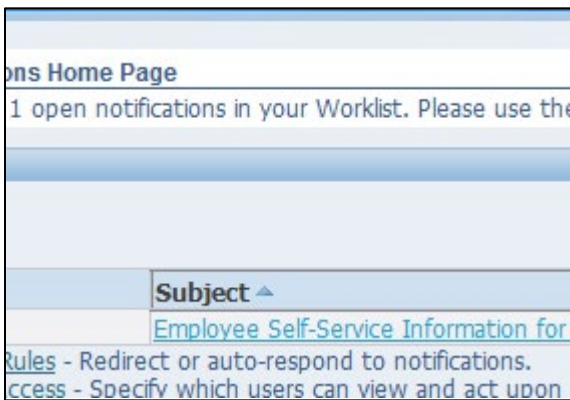 ons Home Page
1 open notifications in your Worklist. Please use the
Subject
Employee Self-Service Information for
Rules - Redirect or auto-respond to notifications.
ccess - Specify which users can view and act upon